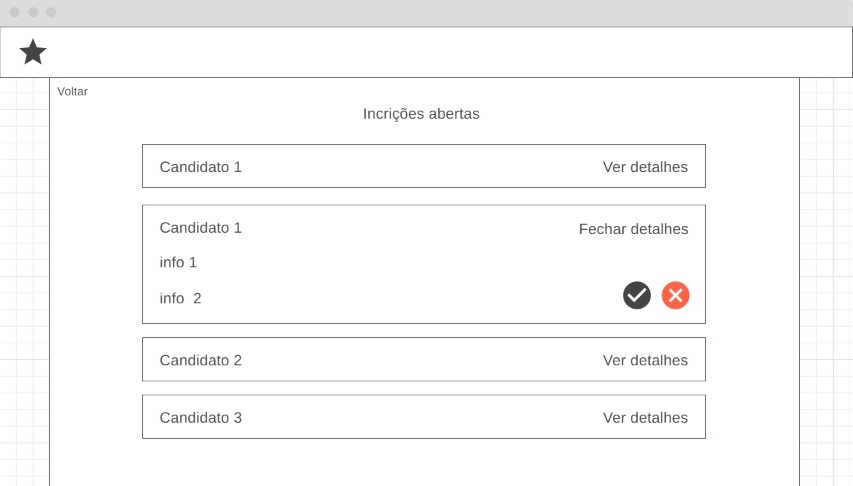 Voltar
Incrições abertas
Candidato 1 Ver detalhes
Candidato 1 Fechar detalhes
info 1
info  2
Candidato 2 Ver detalhes
Candidato 3 Ver detalhes